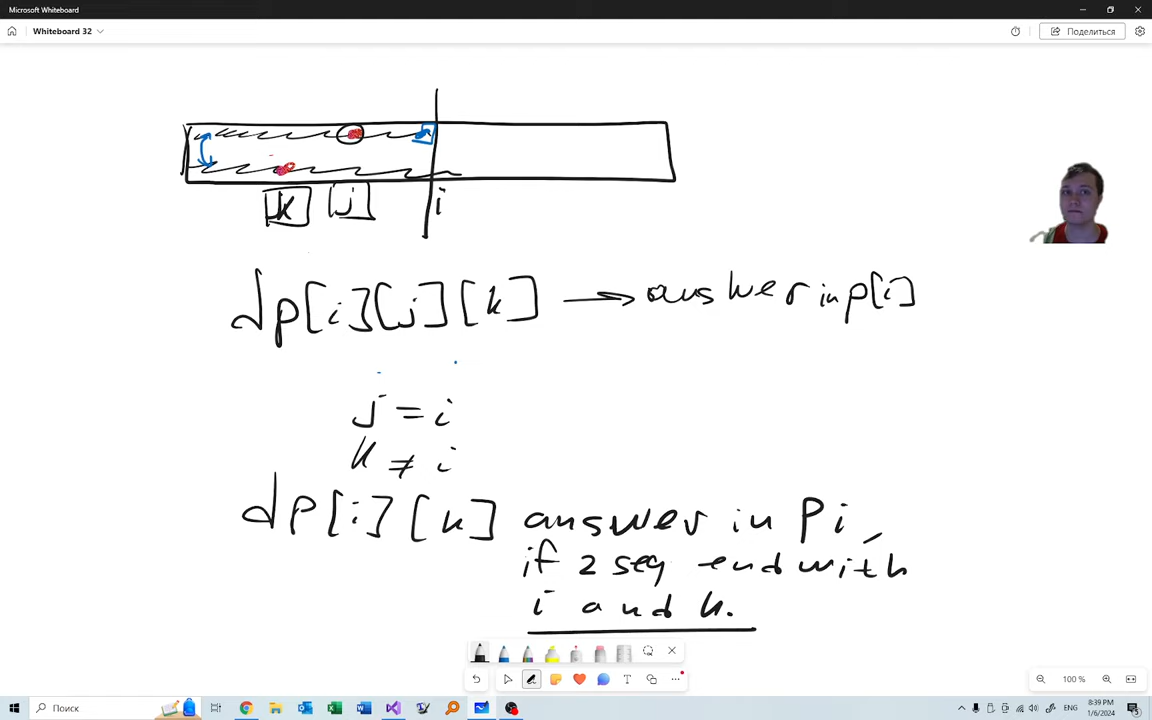 Microsoft Whiteboard
Whiteboard 32
Поделиться
k j i
dp[i][j][k] → answer in p[i]
j = i
k ≠ i
dp[i][k] answer in Pi,
if 2 seq end with
i and k.
100 %
Поиск
ENG
8:39 PM
1/6/2024